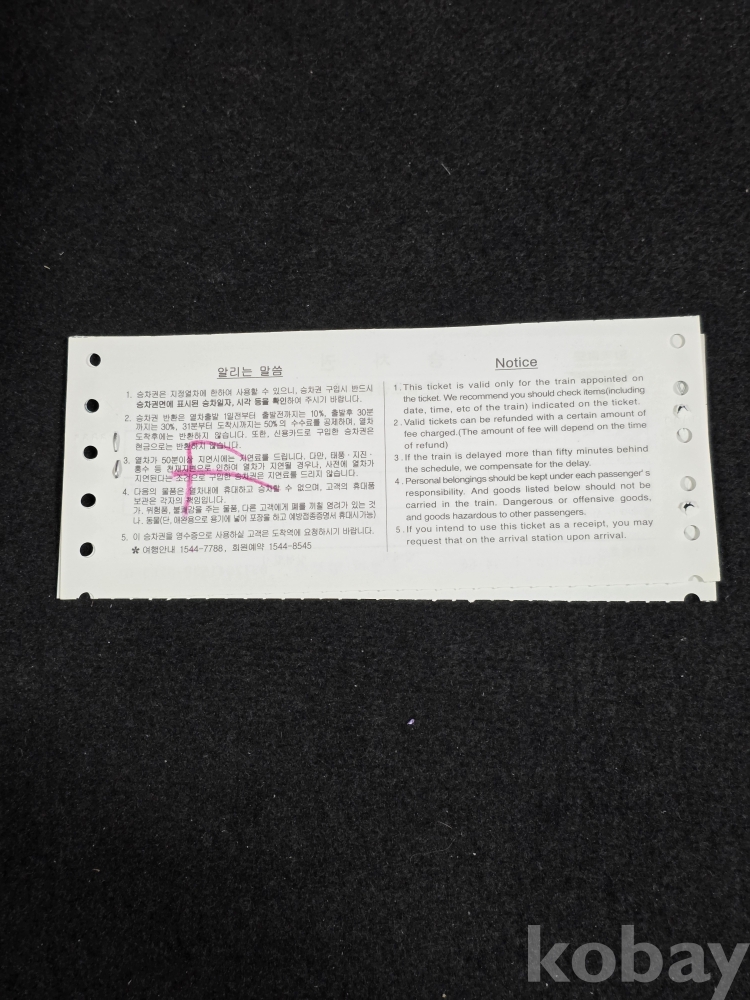 알리는 말씀
1. 승차권은 지정열차에 한하여 사용할 수 있으니, 승차권 구입시 반드시
승차권면에 표시된 승차일자, 시각 등을 확인하여 주시기 바랍니다.
2. 승차권 반환은 열차출발 1일전부터 출발전까지는 10%, 출발후 30분
까지는 30%, 31분부터 도착시까지는 50%의 수수료를 공제하며, 열차
도착후에는 반환하지 않습니다. 또한, 신용카드로 구입한 승차권은
현금으로는 반환하지 않습니다.
3. 열차가 50분이상 지연시에는 지연료를 드립니다. 다만, 태풍·지진·
홍수 등 천재지변으로 인하여 열차가 지연될 경우나, 사전에 열차가
지연된다는 조건으로 구입한 승차권은 지연료를 드리지 않습니다.
4. 다음의 물품은 열차내에 휴대하고 승차할 수 없으며, 고객의 휴대품
보관은 각자의 책임입니다.
가. 위험품, 불쾌감을 주는 물품, 다른 고객에게 폐를 끼칠 염려가 있는 것
나. 동물(단, 애완용으로 용기에 넣어 포장을 하고 예방접종증명서 휴대시가능)
5. 이 승차권을 영수증으로 사용하실 고객은 도착역에 요청하시기 바랍니다.
✽ 여행안내 1544-7788, 회원예약 1544-8545
Notice
1. This ticket is valid only for the train appointed on
the ticket. We recommend you should check items(including
date, time, etc of the train) indicated on the ticket.
2. Valid tickets can be refunded with a certain amount of
fee charged.(The amount of fee will depend on the time
of refund)
3. If the train is delayed more than fifty minutes behind
the schedule, we compensate for the delay.
4. Personal belongings should be kept under each passenger's
responsibility. And goods listed below should not be
carried in the train. Dangerous or offensive goods,
and goods hazardous to other passengers.
5. If you intend to use this ticket as a receipt, you may
request that on the arrival station upon arrival.
kobay